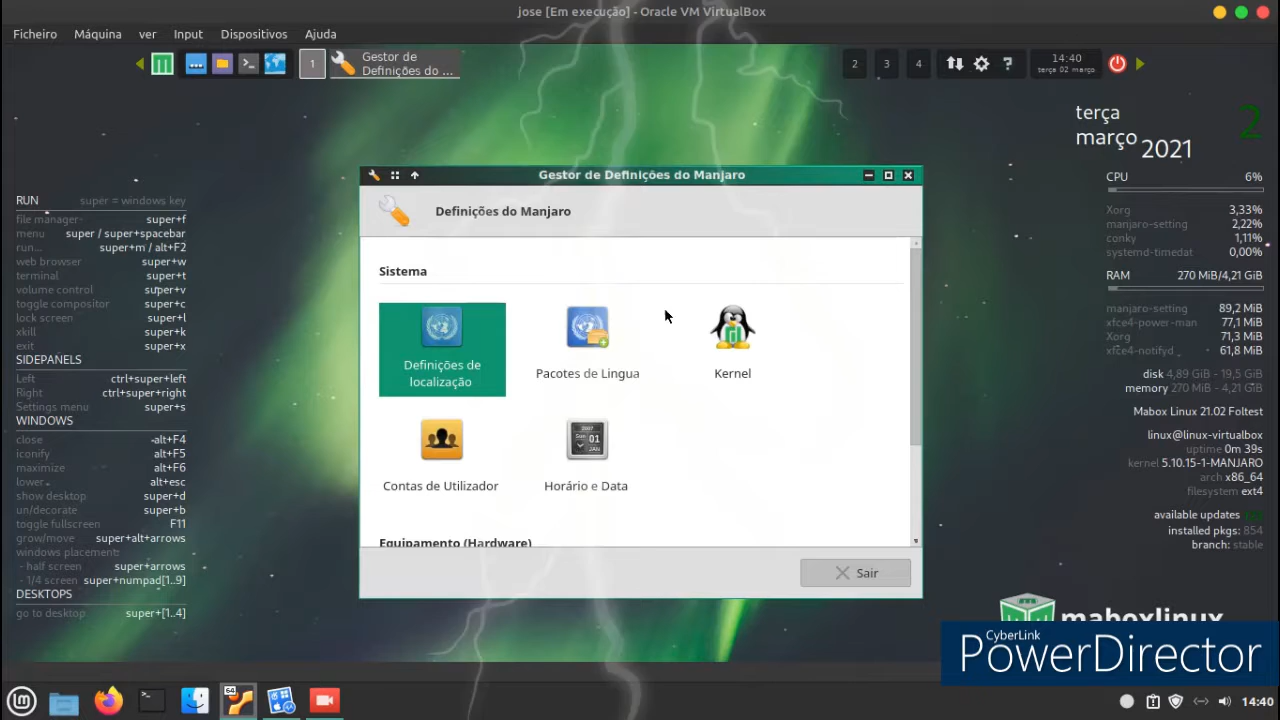 jose [Em execução] - Oracle VM VirtualBox
Ficheiro Máquina ver Input Dispositivos Ajuda
1 Gestor de
Definições do ...
2 3 4 ? 14:40
terça 02 março
terça 2
março 2021
RUN super = windows key
file manager super+f
menu super / super+spacebar
run... super+m / alt+F2
web browser super+w
terminal super+t
volume control super+v
toggle compositor super+c
lock screen super+l
xkill super+k
exit super+x
SIDEPANELS
Left ctrl+super+left
Right ctrl+super+right
Settings menu super+s
WINDOWS
close alt+F4
iconify alt+F5
maximize alt+F6
lower alt+esc
show desktop super+d
un/decorate super+b
toggle fullscreen F11
grow/move super+alt+arrows
windows placement:
- half screen super+arrows
- 1/4 screen super+numpad[1..9]
DESKTOPS
go to desktop super+[1..4]
Gestor de Definições do Manjaro
Definições do Manjaro
Sistema
Definições de
localização
Pacotes de Lingua
Kernel
Contas de Utilizador
Horário e Data
Equipamento (Hardware)
Sair
CPU 6%
Xorg 3,33%
manjaro-setting 2,22%
conky 1,11%
systemd-timedat 0,00%
RAM 270 MiB/4,21 GiB
manjaro-setting 89,2 MiB
xfce4-power-man 77,1 MiB
Xorg 71,3 MiB
xfce4-notifyd 61,8 MiB
disk 4,89 GiB - 19,5 GiB
memory 270 MiB - 4,21 GiB
Mabox Linux 21.02 Foltest
linux@linux-virtualbox
uptime 0m 39s
kernel 5.10.15-1-MANJARO
arch x86_64
filesystem ext4
available updates
installed pkgs: 854
branch: stable
maboxlinux
CyberLink
PowerDirector
64
14:40